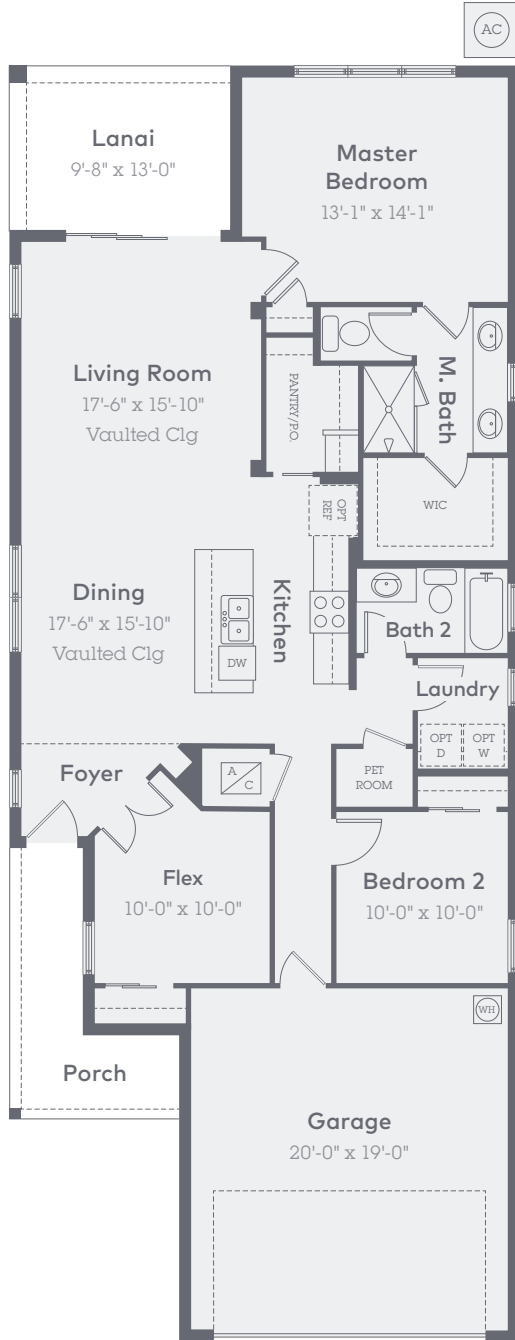 AC
Lanai
9'-8" x 13'-0"
Master
Bedroom
13'-1" x 14'-1"
Living Room
17'-6" x 15'-10"
Vaulted Clg
PANTRY/P.O.
M. Bath
WIC
OPT
REF
Dining
17'-6" x 15'-10"
Vaulted Clg
Kitchen
DW
Bath 2
Laundry
OPT
D
OPT
W
Foyer
A
C
PET
ROOM
Flex
10'-0" x 10'-0"
Bedroom 2
10'-0" x 10'-0"
WH
Porch
Garage
20'-0" x 19'-0"